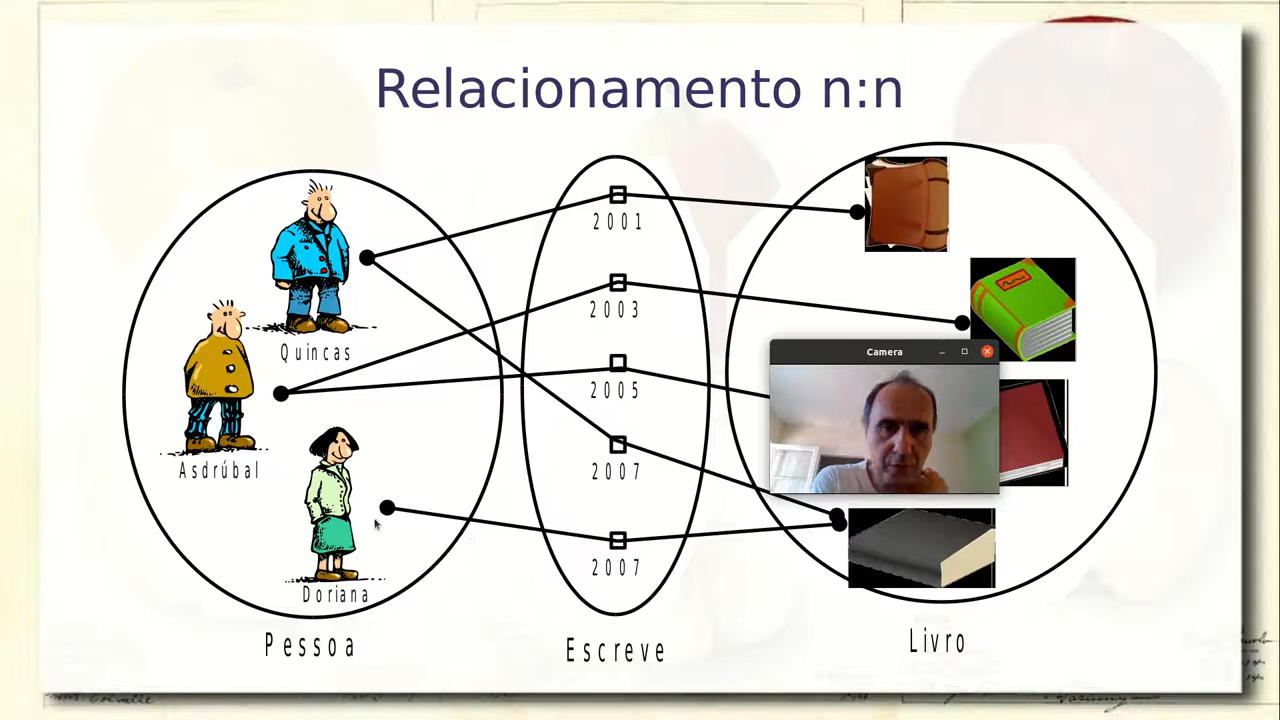 Relacionamento n:n
2001
2003
Quincas
Camera
2005
Asdrúbal
2007
2007
Doriana
Pessoa
Escreve
Livro